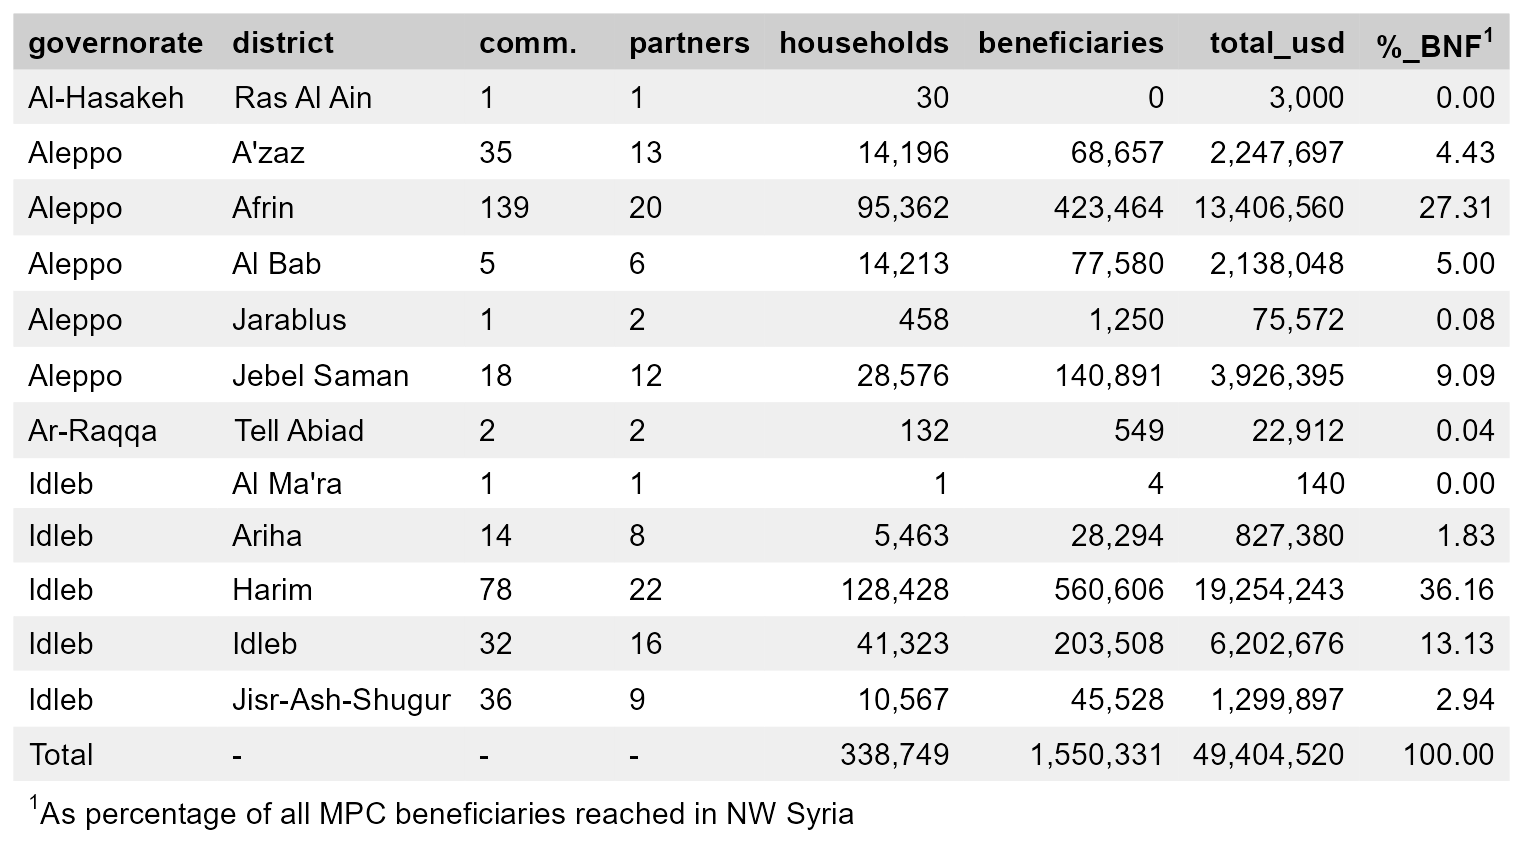 governorate district comm. partners households beneficiaries total_usd %_BNF¹
Al-Hasakeh Ras Al Ain 1 1 30 0 3,000 0.00
Aleppo A'zaz 35 13 14,196 68,657 2,247,697 4.43
Aleppo Afrin 139 20 95,362 423,464 13,406,560 27.31
Aleppo Al Bab 5 6 14,213 77,580 2,138,048 5.00
Aleppo Jarablus 1 2 458 1,250 75,572 0.08
Aleppo Jebel Saman 18 12 28,576 140,891 3,926,395 9.09
Ar-Raqqa Tell Abiad 2 2 132 549 22,912 0.04
Idleb Al Ma'ra 1 1 1 4 140 0.00
Idleb Ariha 14 8 5,463 28,294 827,380 1.83
Idleb Harim 78 22 128,428 560,606 19,254,243 36.16
Idleb Idleb 32 16 41,323 203,508 6,202,676 13.13
Idleb Jisr-Ash-Shugur 36 9 10,567 45,528 1,299,897 2.94
Total - - - 338,749 1,550,331 49,404,520 100.00
¹As percentage of all MPC beneficiaries reached in NW Syria